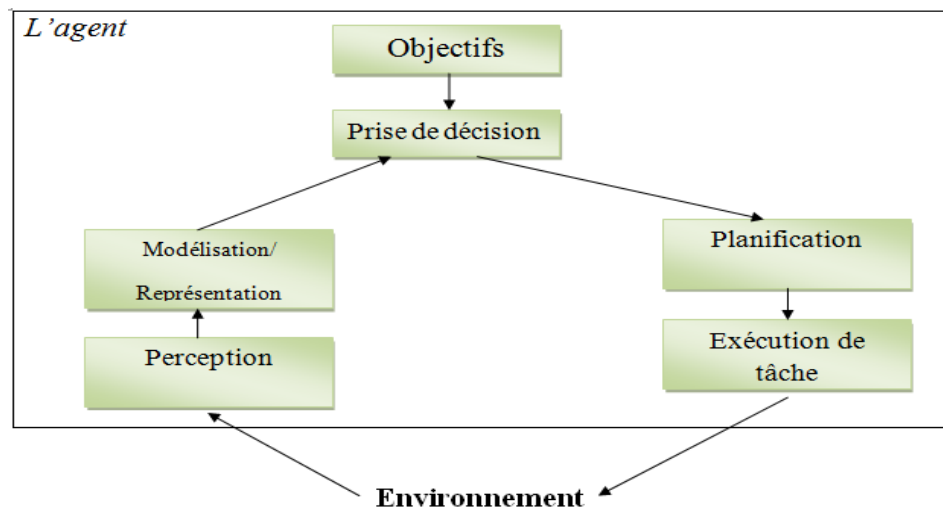 L'agent
Objectifs
Prise de décision
Modélisation/
Représentation
Planification
Perception
Exécution de
tâche
Environnement